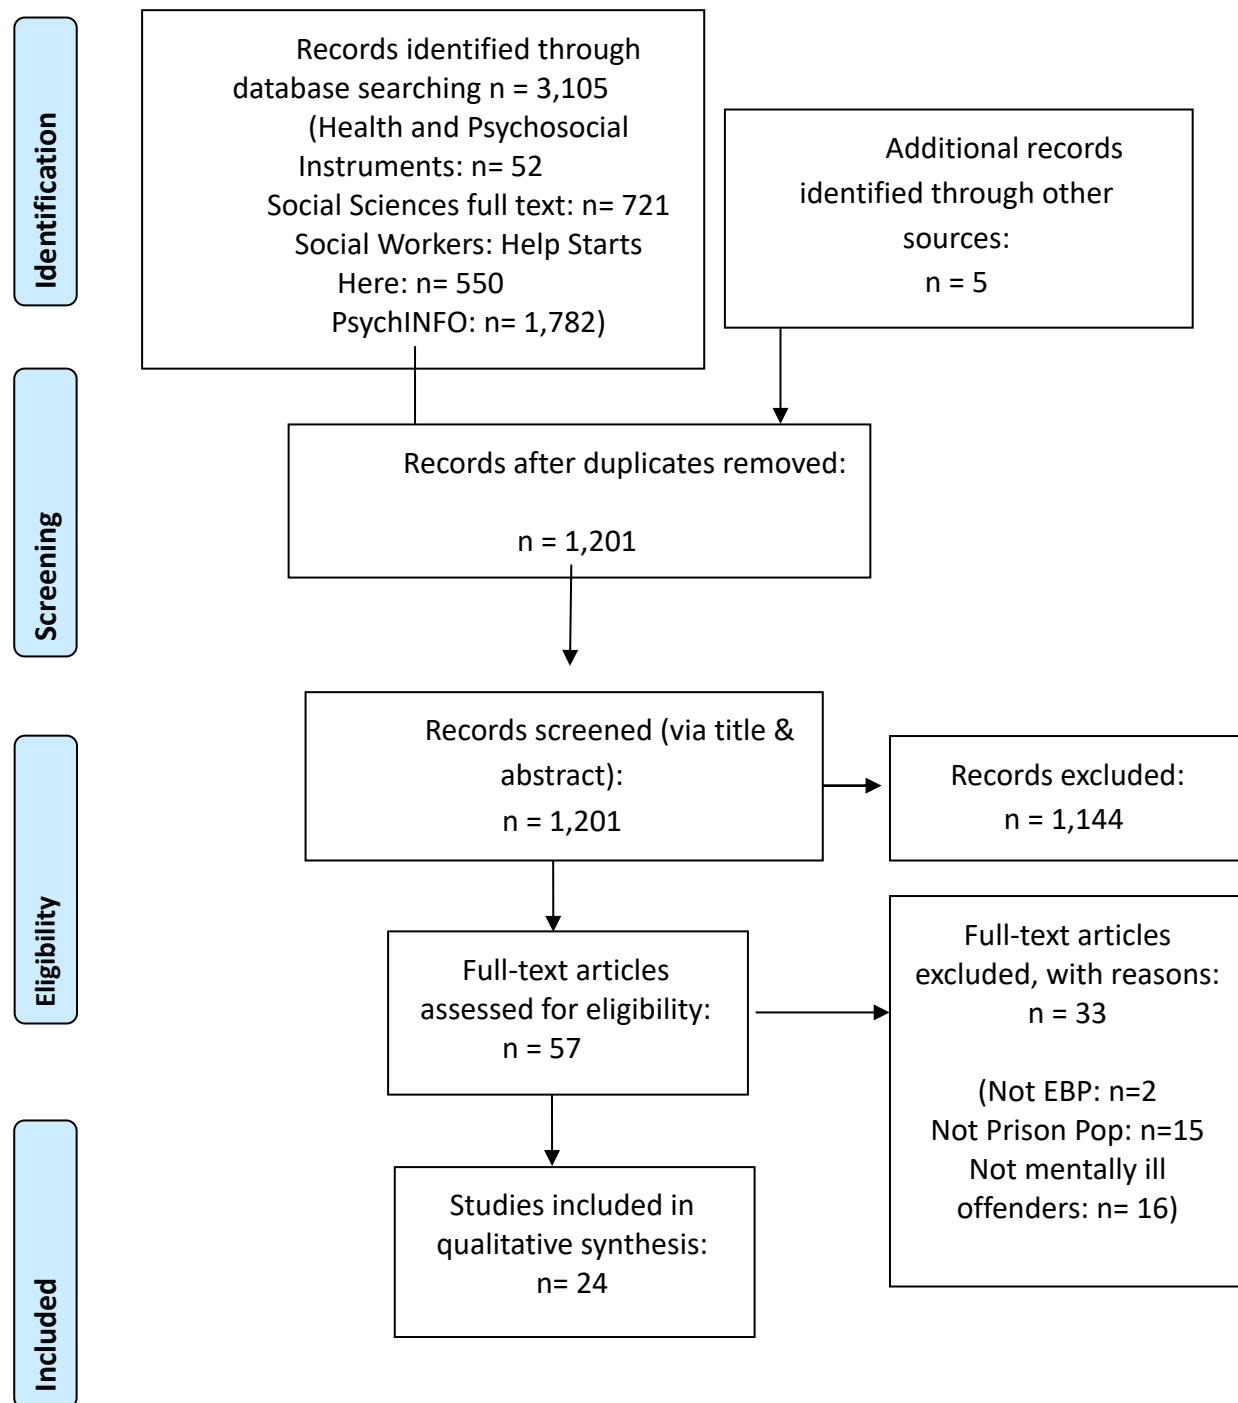 Identification
Records identified through
database searching n = 3,105
(Health and Psychosocial
Instruments: n= 52
Social Sciences full text: n= 721
Social Workers: Help Starts
Here: n= 550
PsychINFO: n= 1,782)
Additional records
identified through other
sources:
n = 5
Screening
Records after duplicates removed:
n = 1,201
Records screened (via title &
abstract):
n = 1,201
Records excluded:
n = 1,144
Eligibility
Full-text articles
assessed for eligibility:
n = 57
Full-text articles
excluded, with reasons:
n = 33
(Not EBP: n=2
Not Prison Pop: n=15
Not mentally ill
offenders: n= 16)
Included
Studies included in
qualitative synthesis:
n= 24